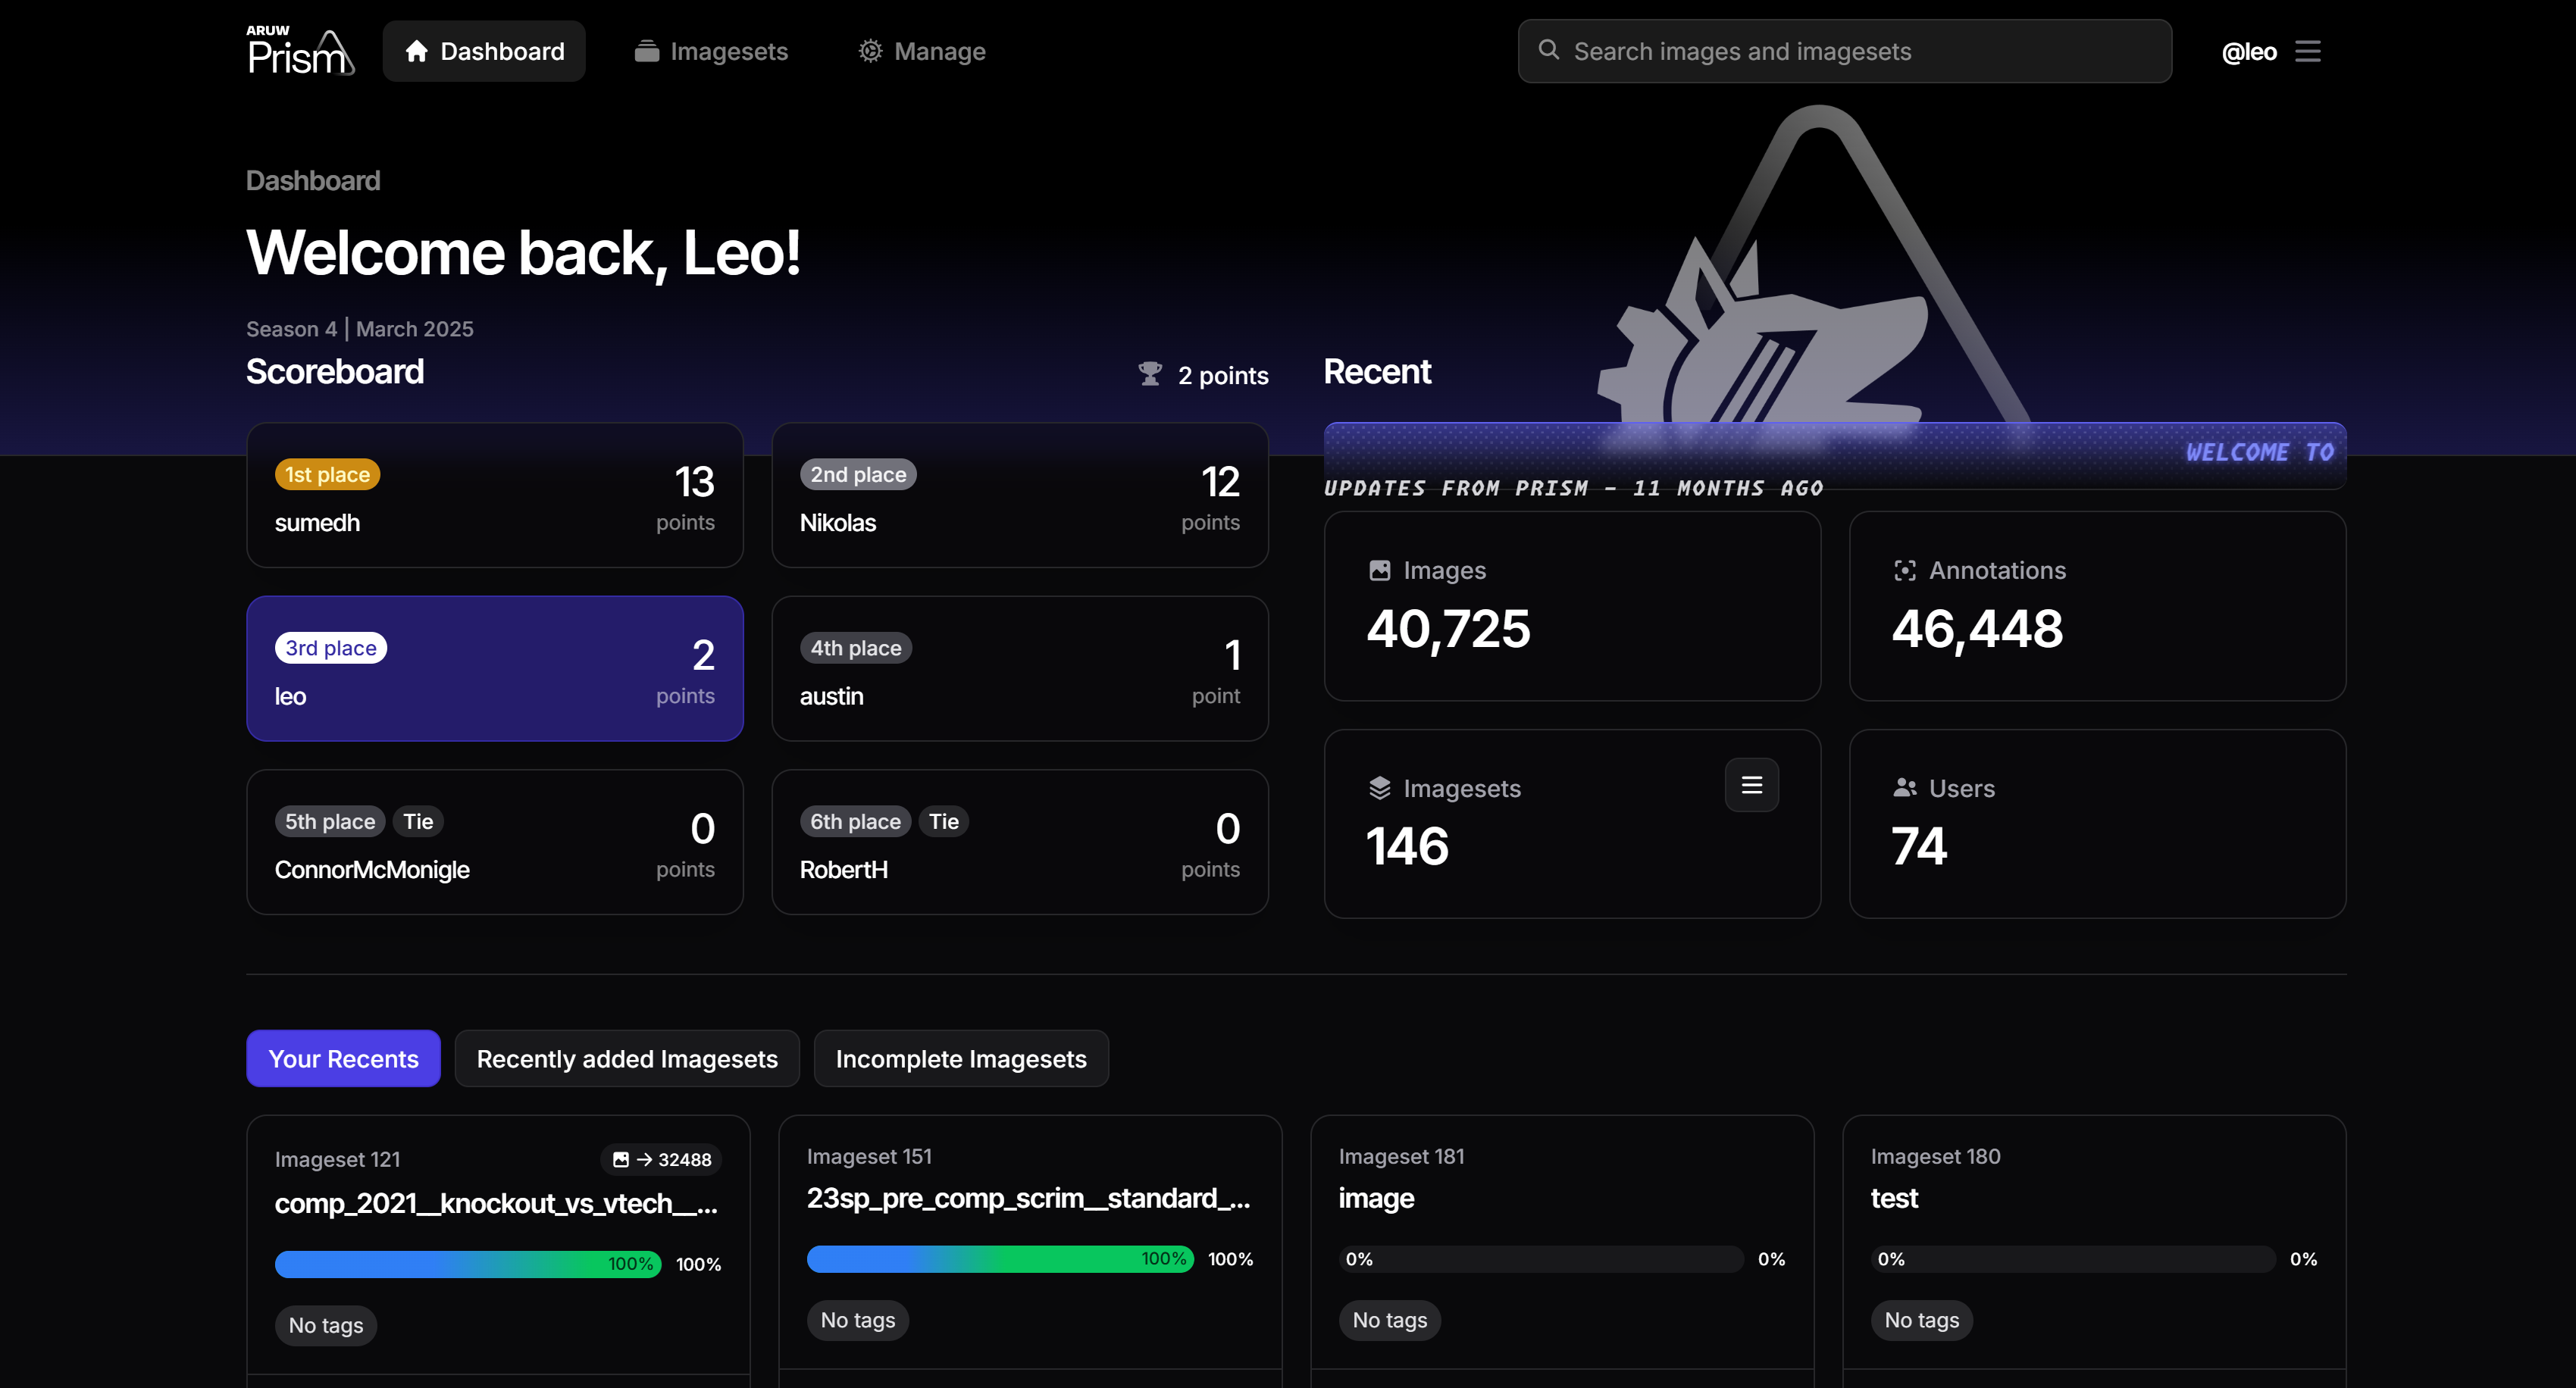 ARUW
Prism
Dashboard
Imagesets
Manage
Search images and imagesets
@leo
Dashboard
Welcome back, Leo!
Season 4 | March 2025
Scoreboard
2 points
1st place
13
sumedh
points
2nd place
12
Nikolas
points
3rd place
2
leo
points
4th place
1
austin
point
5th place Tie
0
ConnorMcMonigle
points
6th place Tie
0
RobertH
points
Recent
WELCOME TO
UPDATES FROM PRISM – 11 MONTHS AGO
Images
40,725
Annotations
46,448
Imagesets
146
Users
74
Your Recents
Recently added Imagesets
Incomplete Imagesets
Imageset 121
→ 32488
comp_2021__knockout_vs_vtech__...
100% 100%
No tags
Imageset 151
23sp_pre_comp_scrim__standard_...
100% 100%
No tags
Imageset 181
image
0% 0%
No tags
Imageset 180
test
0% 0%
No tags